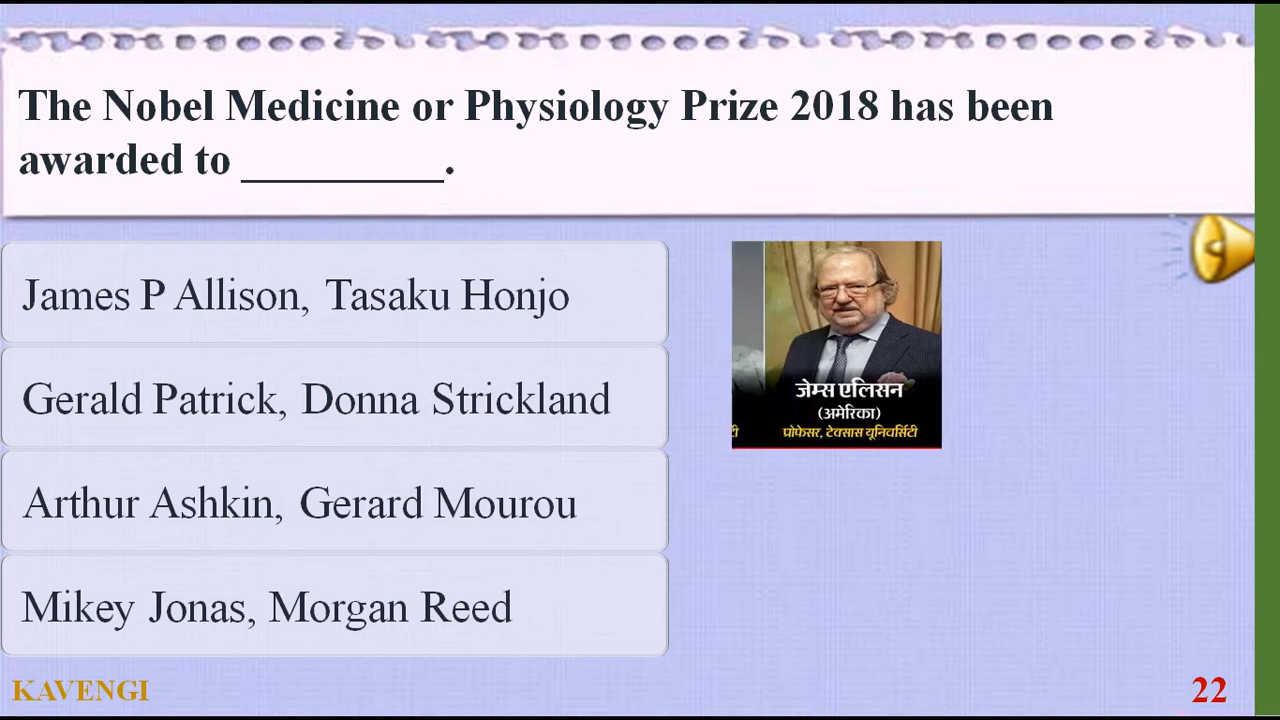 The Nobel Medicine or Physiology Prize 2018 has been
awarded to _________.
James P Allison, Tasaku Honjo
Gerald Patrick, Donna Strickland
Arthur Ashkin, Gerard Mourou
Mikey Jonas, Morgan Reed
जेम्स एलिसन
(अमेरिका)
टी
प्रोफेसर, टेक्सास यूनिवर्सिटी
KAVENGI
22